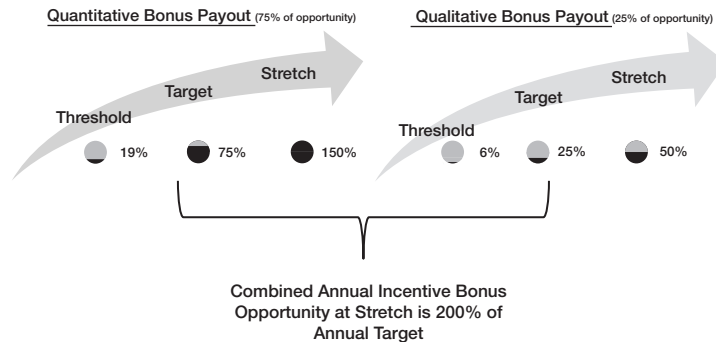 Quantitative Bonus Payout (75% of opportunity)
Stretch
Target
Threshold
19%
75%
150%
Qualitative Bonus Payout (25% of opportunity)
Stretch
Target
Threshold
6%
25%
50%
Combined Annual Incentive Bonus
Opportunity at Stretch is 200% of
Annual Target